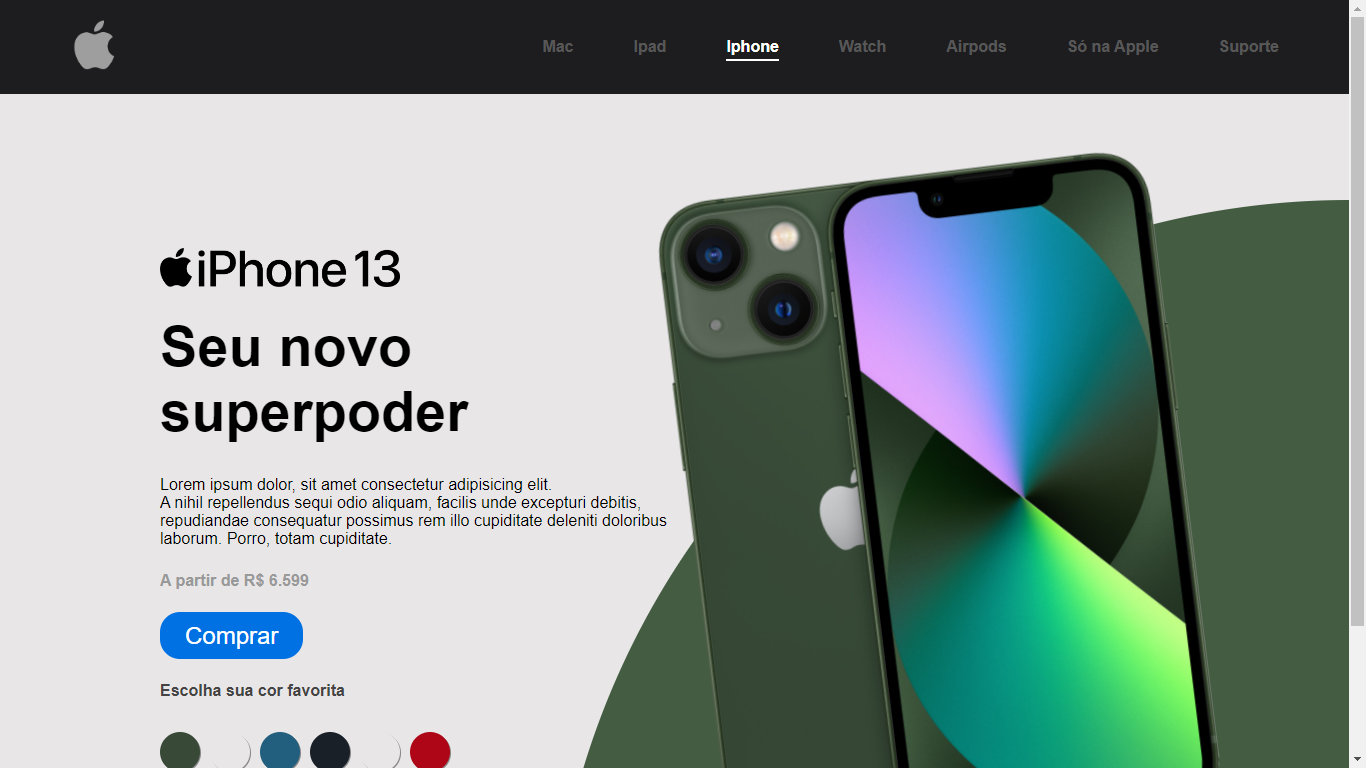 Mac Ipad Iphone Watch Airpods Só na Apple Suporte
iPhone 13
Seu novo
superpoder
Lorem ipsum dolor, sit amet consectetur adipisicing elit.
A nihil repellendus sequi odio aliquam, facilis unde excepturi debitis,
repudiandae consequatur possimus rem illo cupiditate deleniti doloribus
laborum. Porro, totam cupiditate.
A partir de R$ 6.599
Comprar
Escolha sua cor favorita